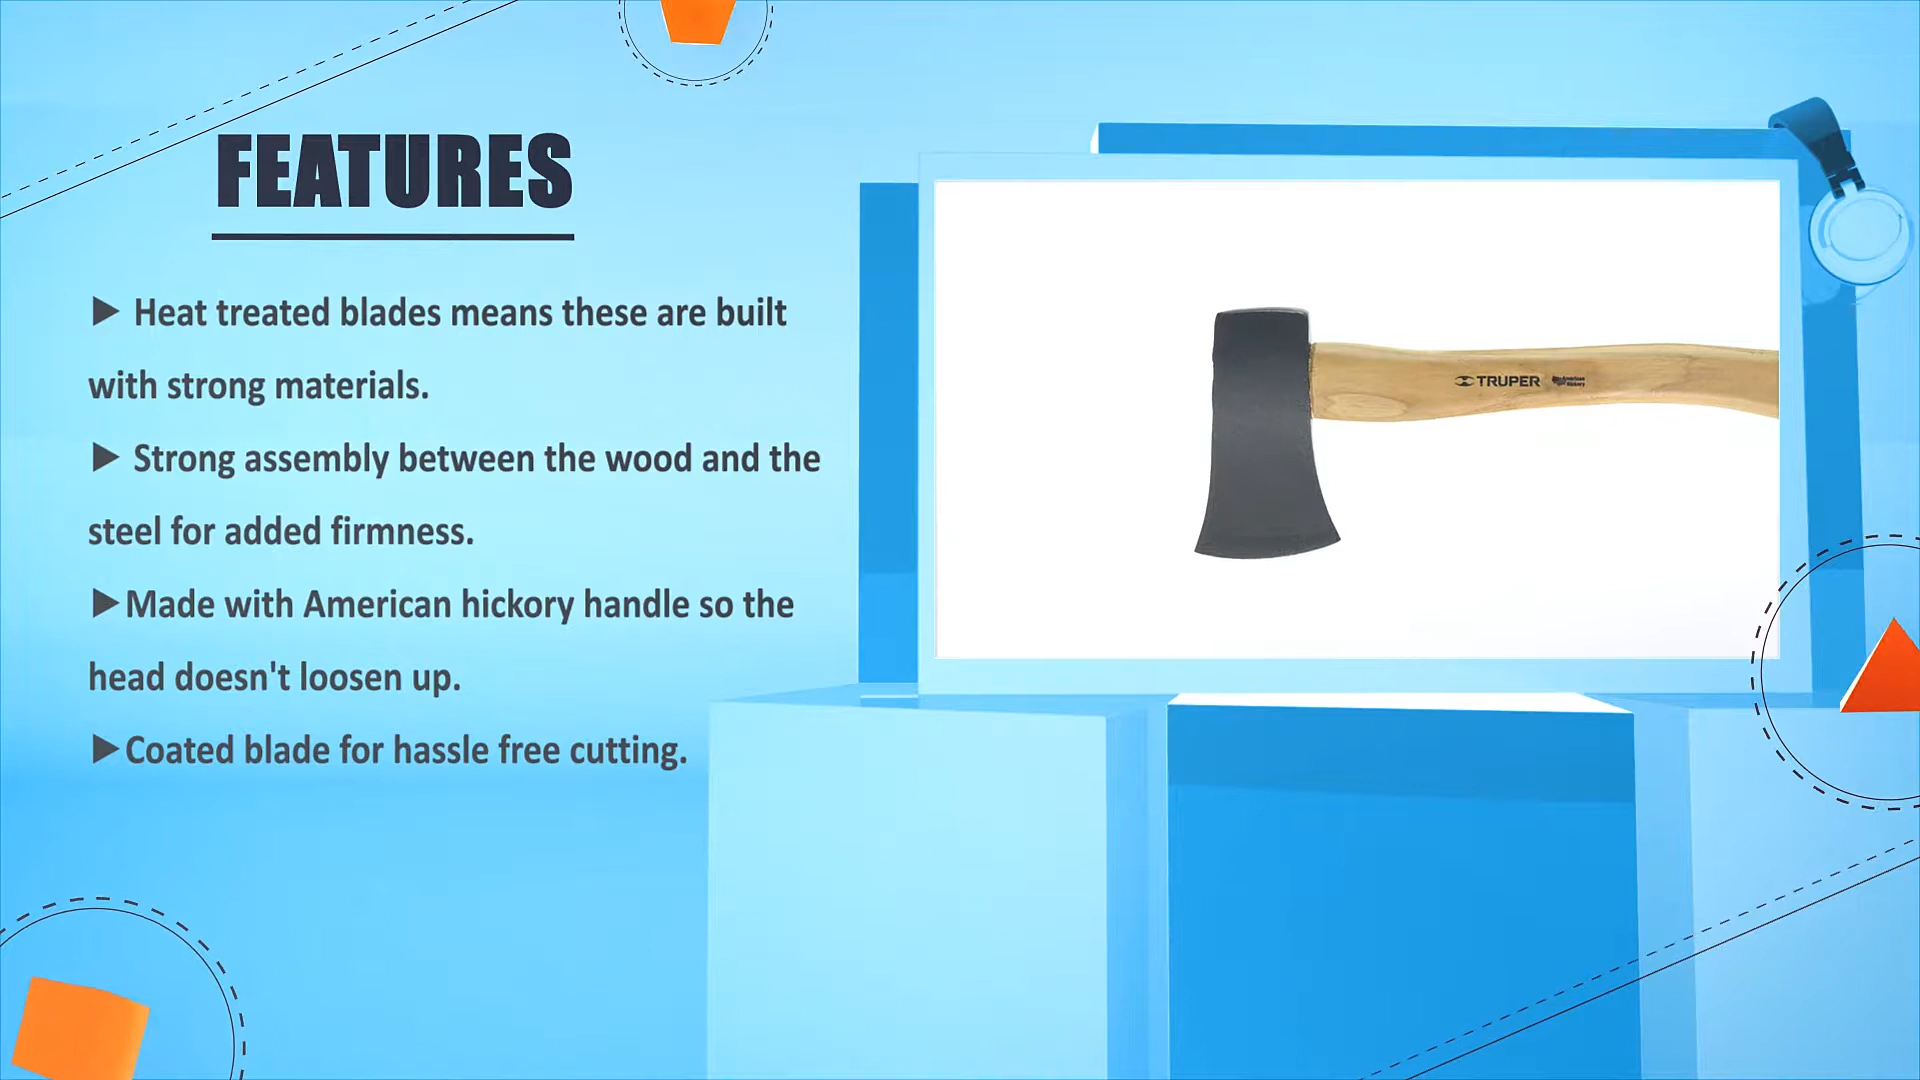 FEATURES
▶ Heat treated blades means these are built
with strong materials.
▶ Strong assembly between the wood and the
steel for added firmness.
▶Made with American hickory handle so the
head doesn't loosen up.
▶Coated blade for hassle free cutting.
TRUPER
American
Hickory